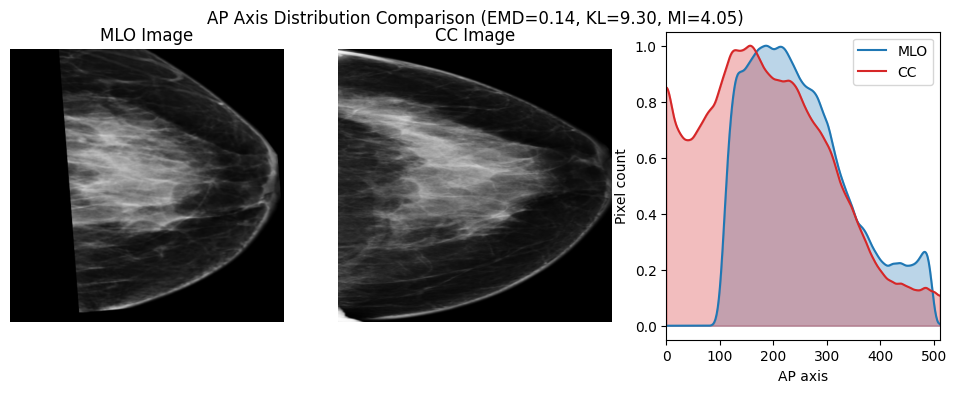 AP Axis Distribution Comparison (EMD=0.14, KL=9.30, MI=4.05)
MLO Image
CC Image
MLO
CC
Pixel count
1.0
0.8
0.6
0.4
0.2
0.0
0 100 200 300 400 500
AP axis